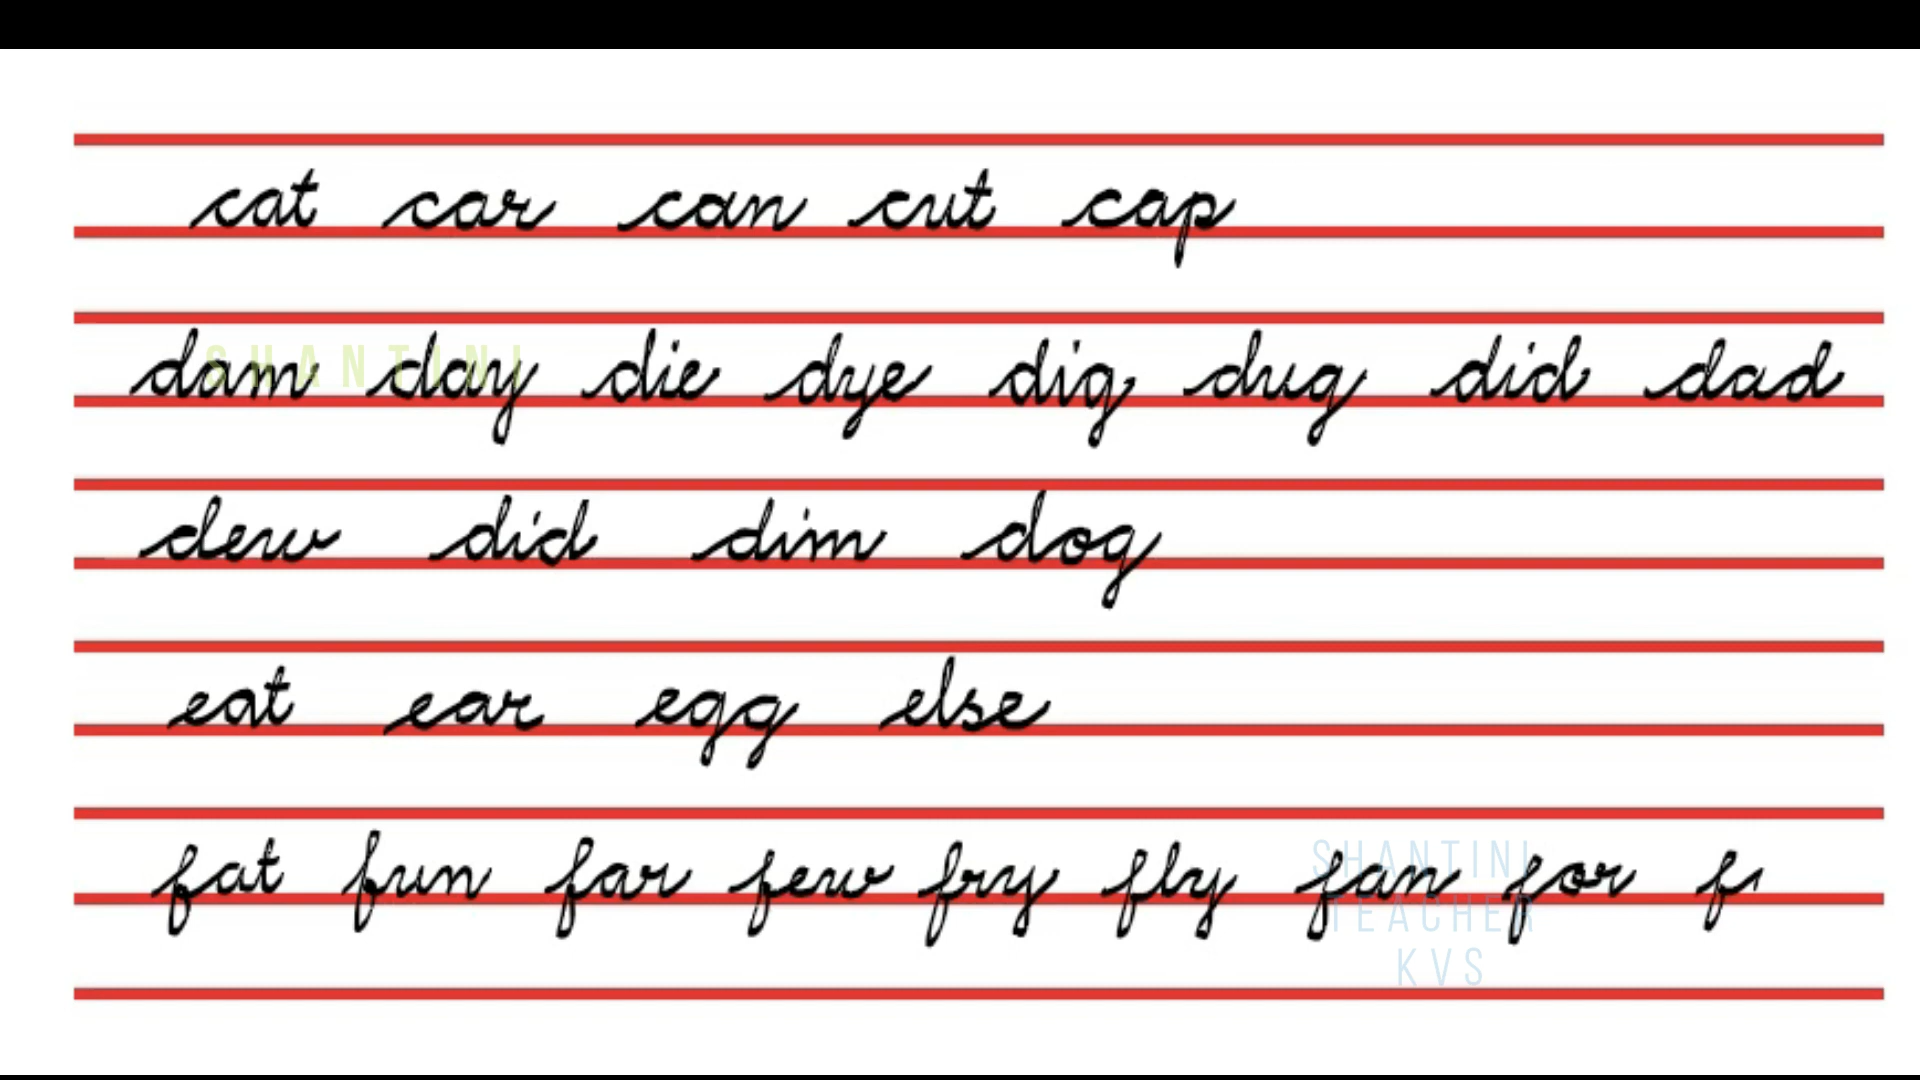 cat car can cut cap
SHANTINI
dam day die dye dig dug did dad
dew did dim dog
eat ear egg else
fat fun far few fry fly fan for
SHANTINI
TEACHER
KVS